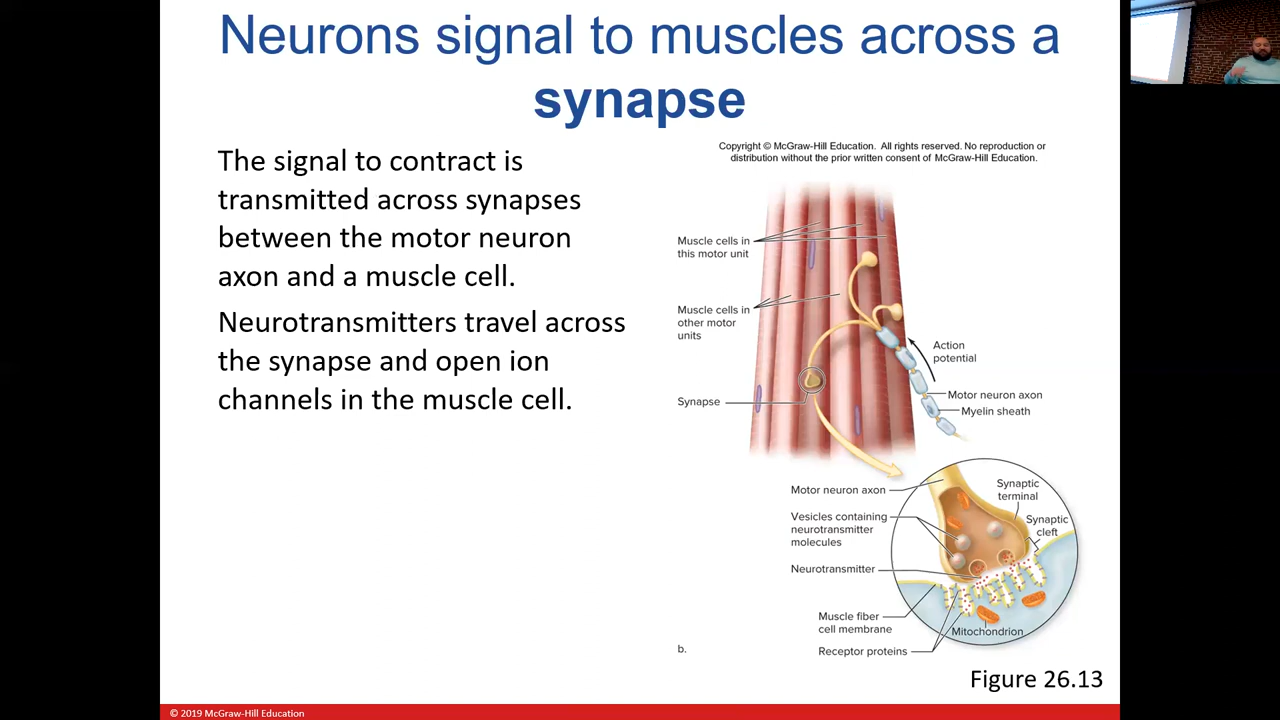 Neurons signal to muscles across a
synapse
The signal to contract is
transmitted across synapses
between the motor neuron
axon and a muscle cell.
Neurotransmitters travel across
the synapse and open ion
channels in the muscle cell.
Copyright © McGraw-Hill Education. All rights reserved. No reproduction or
distribution without the prior written consent of McGraw-Hill Education.
Muscle cells in
this motor unit
Muscle cells in
other motor
units
Action
potential
Synapse
Motor neuron axon
Myelin sheath
Motor neuron axon
Synaptic
terminal
Vesicles containing
neurotransmitter
molecules
Synaptic
cleft
Neurotransmitter
Muscle fiber
cell membrane
Mitochondrion
Receptor proteins
b.
Figure 26.13
© 2019 McGraw-Hill Education